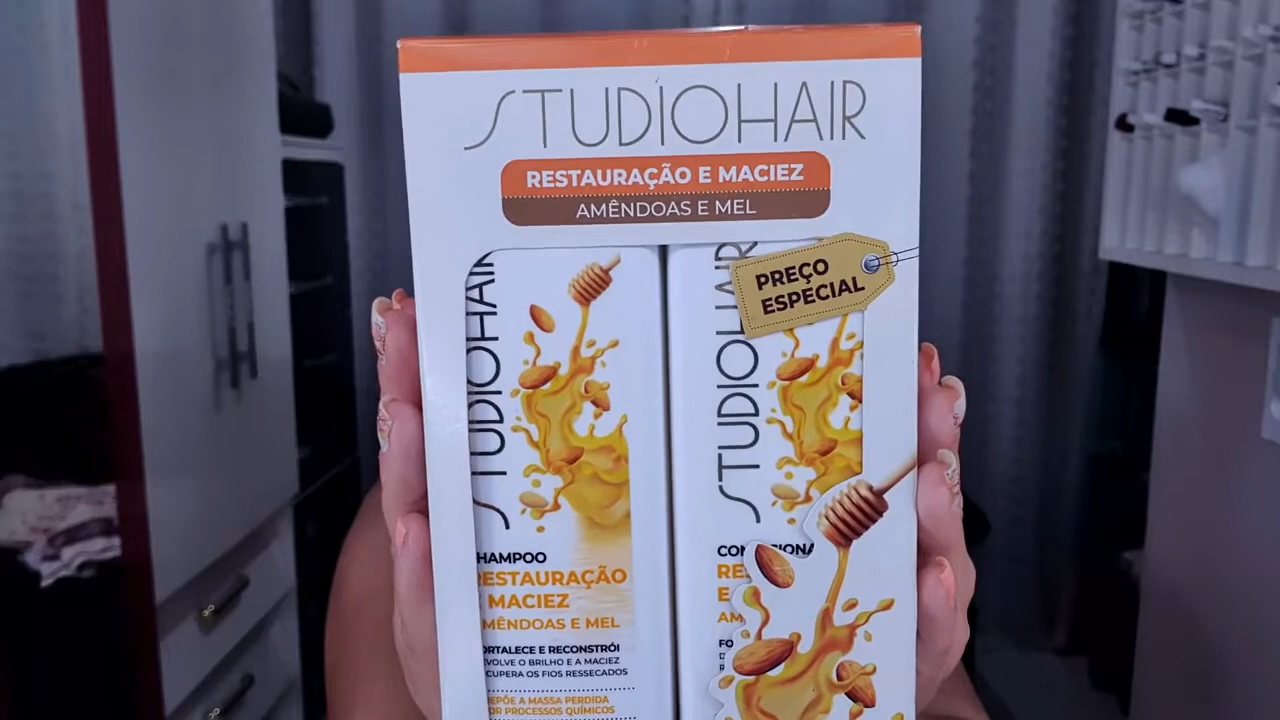 STUDIOHAIR
RESTAURAÇÃO E MACIEZ
AMÊNDOAS E MEL
PREÇO
ESPECIAL
STUDIOHAIR
HAMPOO
RESTAURAÇÃO
MACIEZ
MÊNDOAS E MEL
ORTALECE E RECONSTRÓI
VOLVE O BRILHO E A MACIEZ
CUPERA OS FIOS RESSECADOS
REPÕE A MASSA PERDIDA
OR PROCESSOS QUÍMICOS
STUDIOHAIR
RE
E
AM
FO